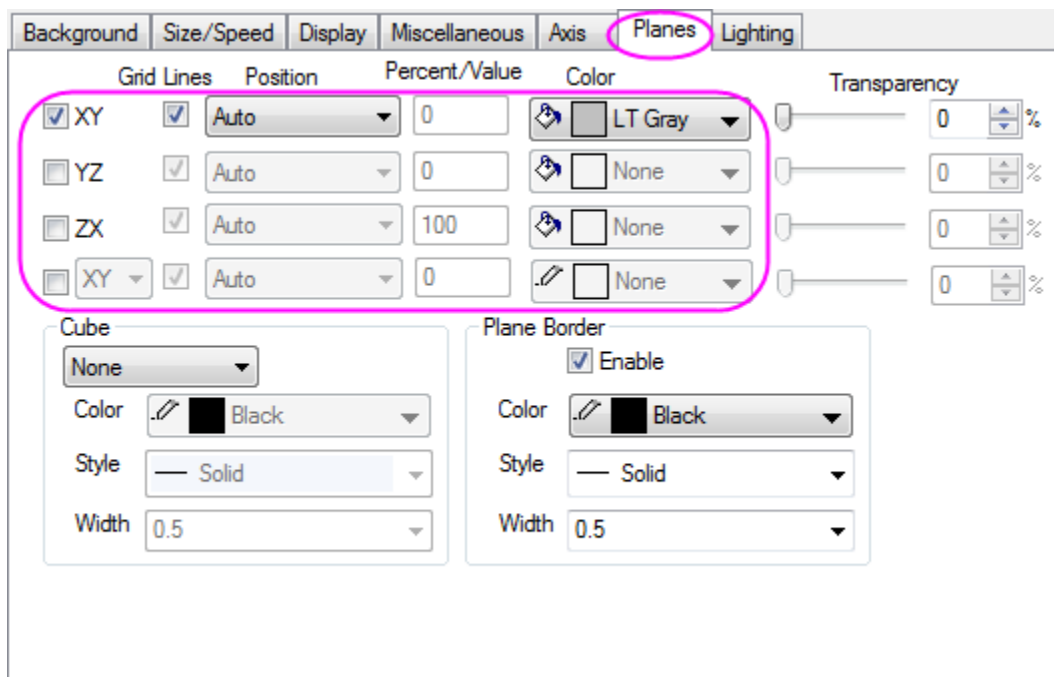 Background Size/Speed Display Miscellaneous Axis Planes Lighting
Grid Lines Position Percent/Value Color Transparency
XY Auto 0 LT Gray 0 %
YZ Auto 0 None 0 %
ZX Auto 100 None 0 %
XY Auto 0 None 0 %
Cube Plane Border
None Enable
Color Black Color Black
Style Solid Style Solid
Width 0.5 Width 0.5